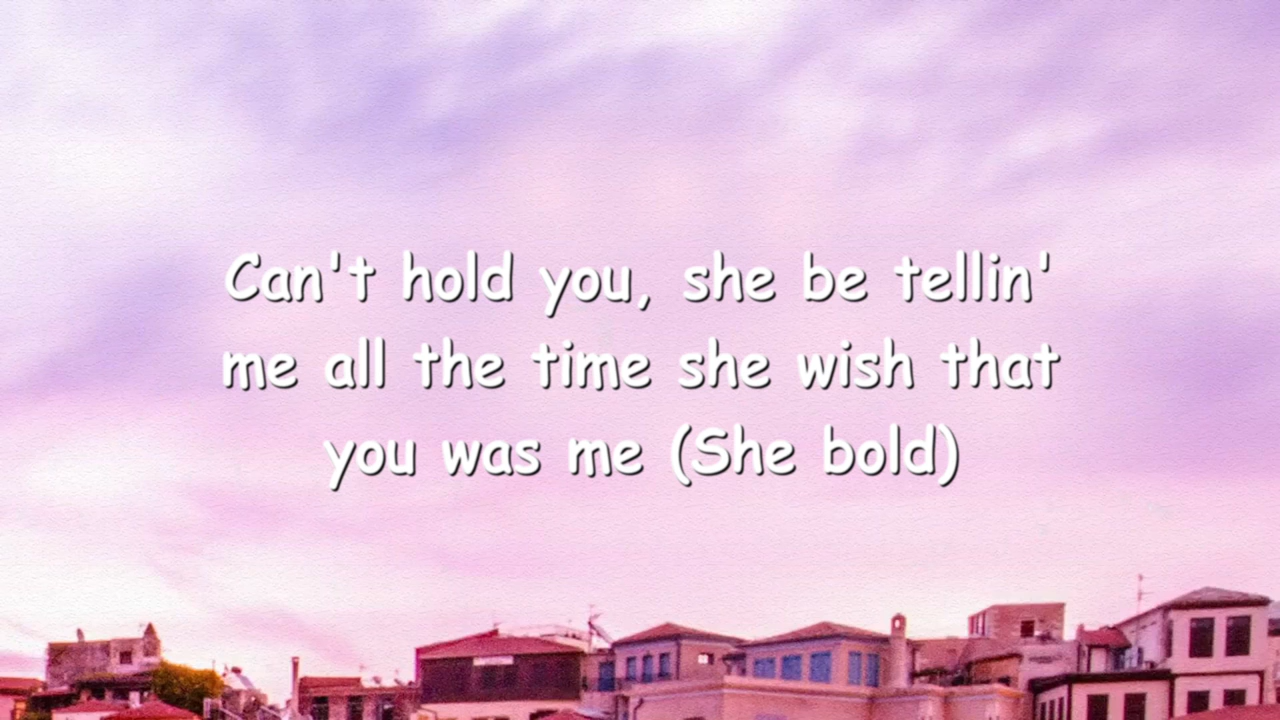 Can't hold you, she be tellin'
me all the time she wish that
you was me (She bold)